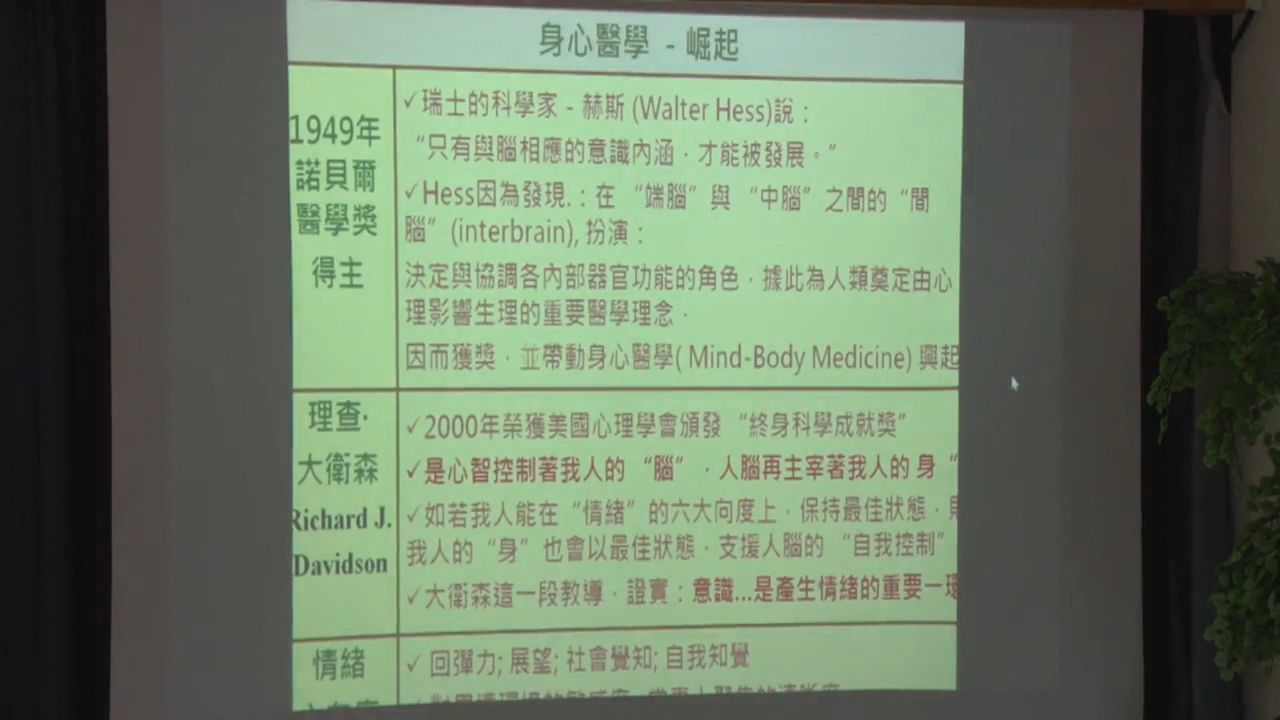 身心醫學 - 崛起
1949年
諾貝爾
醫學獎
得主
✓瑞士的科學家 - 赫斯 (Walter Hess)說：
“只有與腦相應的意識內涵，才能被發展。”
✓Hess因為發現.：在 “端腦” 與 “中腦” 之間的 “間
腦” (interbrain), 扮演：
決定與協調各內部器官功能的角色，據此為人類奠定由心
理影響生理的重要醫學理念，
因而獲獎，並帶動身心醫學( Mind-Body Medicine) 興起
理查·
大衛森
Richard J.
Davidson
✓2000年榮獲美國心理學會頒發 “終身科學成就獎”
✓是心智控制著我人的 “腦” ，人腦再主宰著我人的 身 “
✓如若我人能在 “情緒” 的六大向度上，保持最佳狀態，
我人的 “身” 也會以最佳狀態，支援人腦的 “自我控制”
✓大衛森這一段教導，證實：意識...是產生情緒的重要一環
情緒
✓ 回彈力; 展望; 社會覺知; 自我知覺